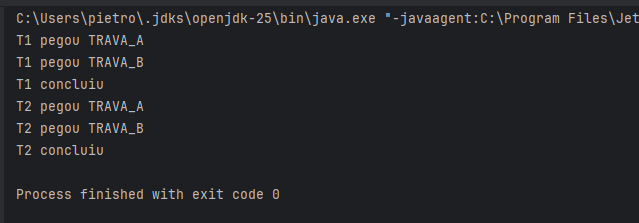 C:\Users\pietro\.jdks\openjdk-25\bin\java.exe "-javaagent:C:\Program Files\Jet
T1 pegou TRAVA_A
T1 pegou TRAVA_B
T1 concluiu
T2 pegou TRAVA_A
T2 pegou TRAVA_B
T2 concluiu
Process finished with exit code 0